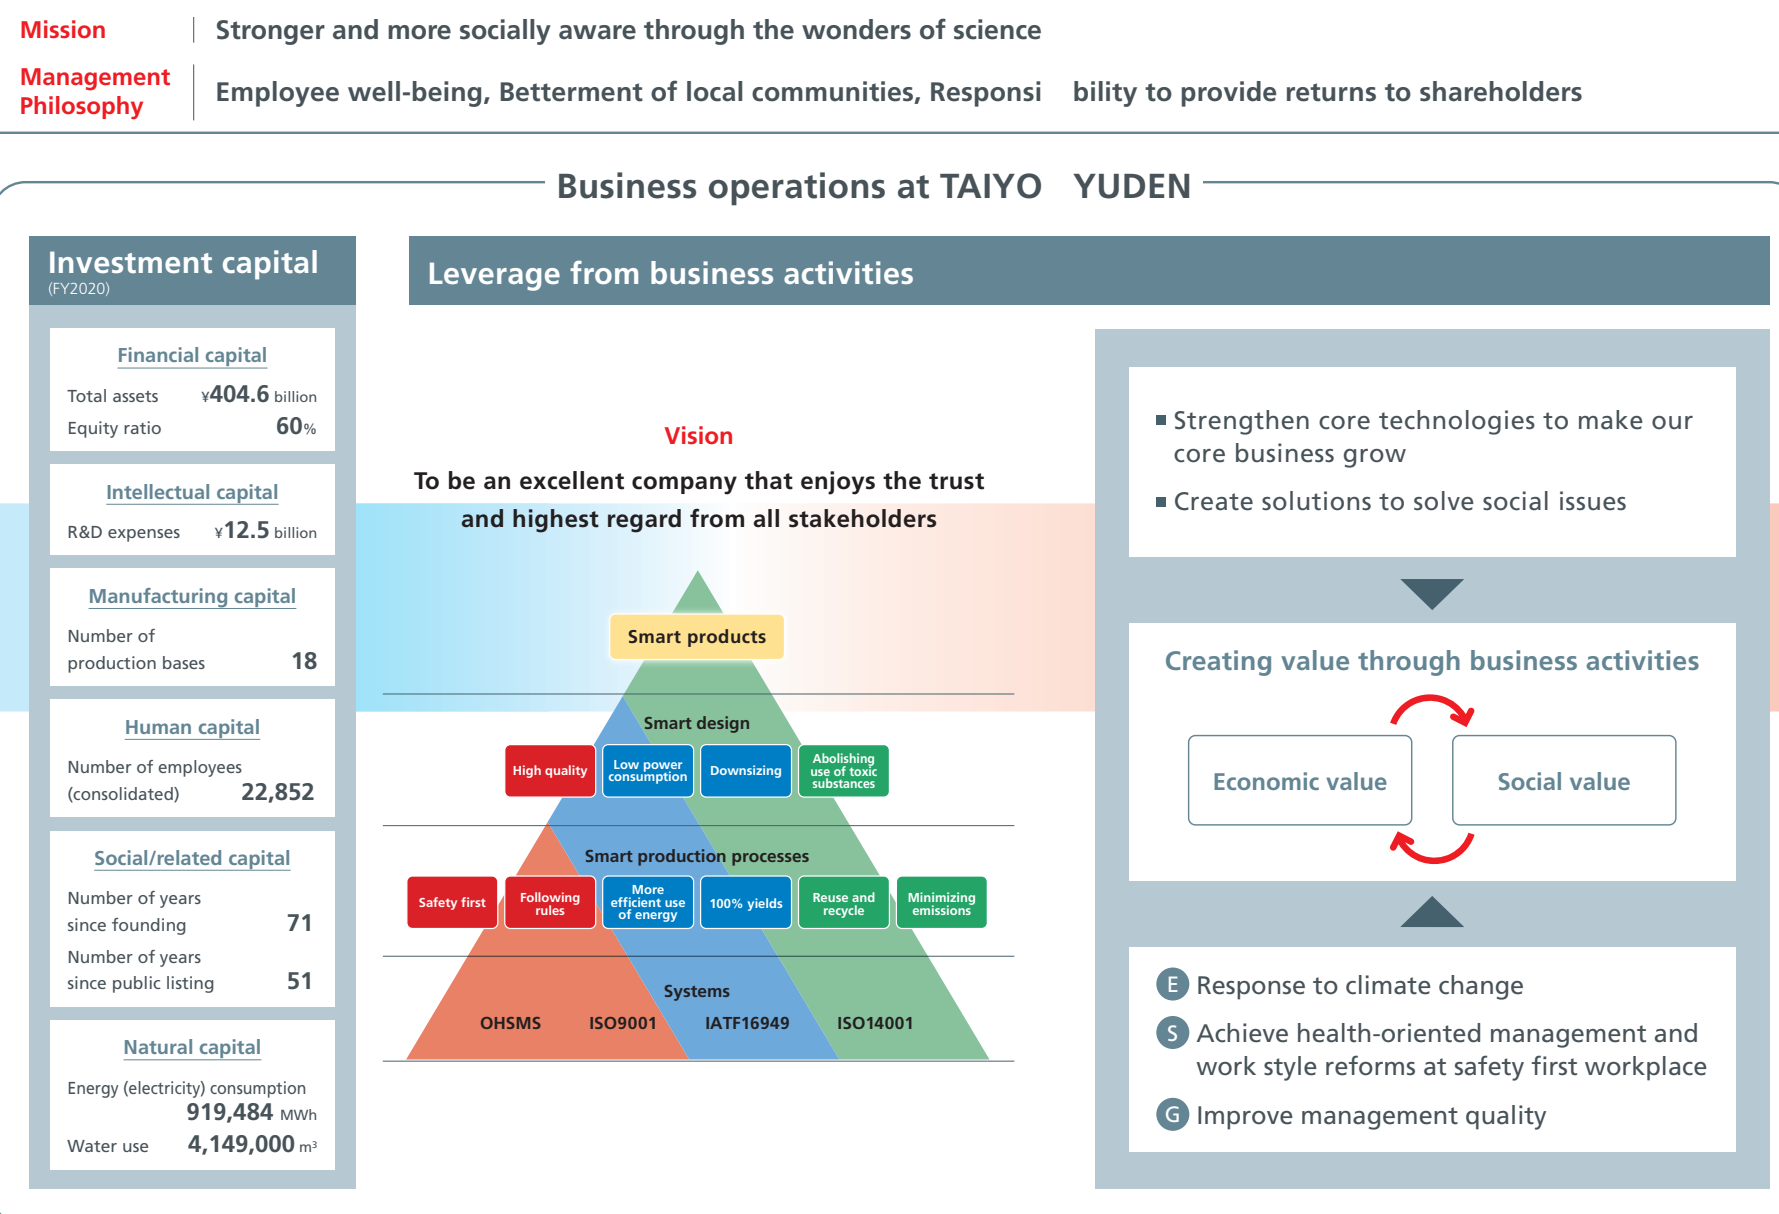 Mission
Stronger and more socially aware through the wonders of science
Management
Philosophy
Employee well-being, Betterment of local communities, Responsi bility to provide returns to shareholders
Business operations at TAIYO YUDEN
Investment capital
(FY2020)
Financial capital
Total assets ¥404.6 billion
Equity ratio 60%
Intellectual capital
R&D expenses ¥12.5 billion
Manufacturing capital
Number of
production bases 18
Human capital
Number of employees
(consolidated) 22,852
Social/related capital
Number of years
since founding 71
Number of years
since public listing 51
Natural capital
Energy (electricity) consumption
919,484 MWh
Water use 4,149,000 m³
Leverage from business activities
Vision
To be an excellent company that enjoys the trust
and highest regard from all stakeholders
Smart products
Smart design
High quality
Low power
consumption
Downsizing
Abolishing
use of toxic
substances
Smart production processes
Safety first
Following
rules
More
efficient use
of energy
100% yields
Reuse and
recycle
Minimizing
emissions
Systems
OHSMS ISO9001 IATF16949 ISO14001
■ Strengthen core technologies to make our
core business grow
■ Create solutions to solve social issues
Creating value through business activities
Economic value
Social value
E Response to climate change
S Achieve health-oriented management and
work style reforms at safety first workplace
G Improve management quality